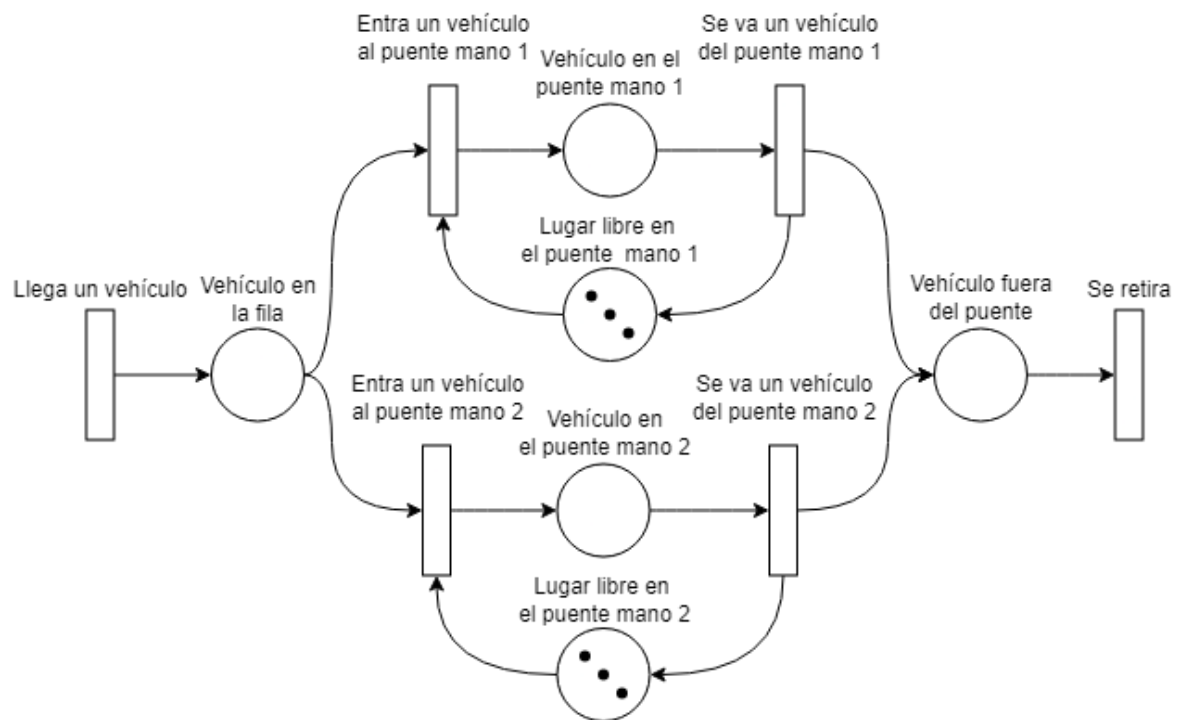 Entra un vehículo
al puente mano 1
Vehículo en el
puente mano 1
Se va un vehículo
del puente mano 1
Lugar libre en
el puente mano 1
Llega un vehículo
Vehículo en
la fila
Vehículo fuera
del puente
Se retira
Entra un vehículo
al puente mano 2
Vehículo en
el puente mano 2
Se va un vehículo
del puente mano 2
Lugar libre en
el puente mano 2